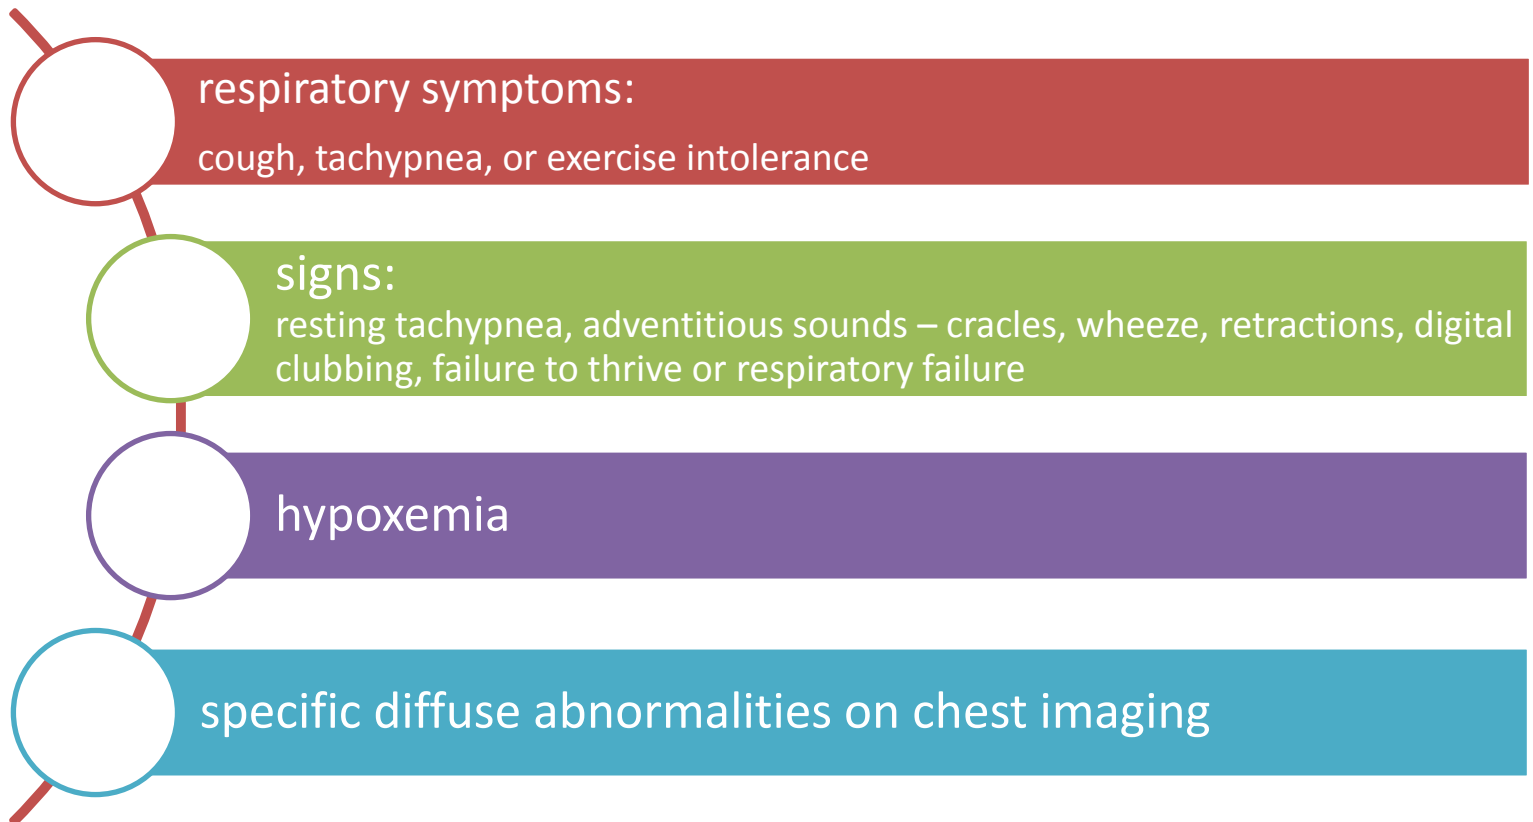 respiratory symptoms:
cough, tachypnea, or exercise intolerance
signs:
resting tachypnea, adventitious sounds – cracles, wheeze, retractions, digital
clubbing, failure to thrive or respiratory failure
hypoxemia
specific diffuse abnormalities on chest imaging